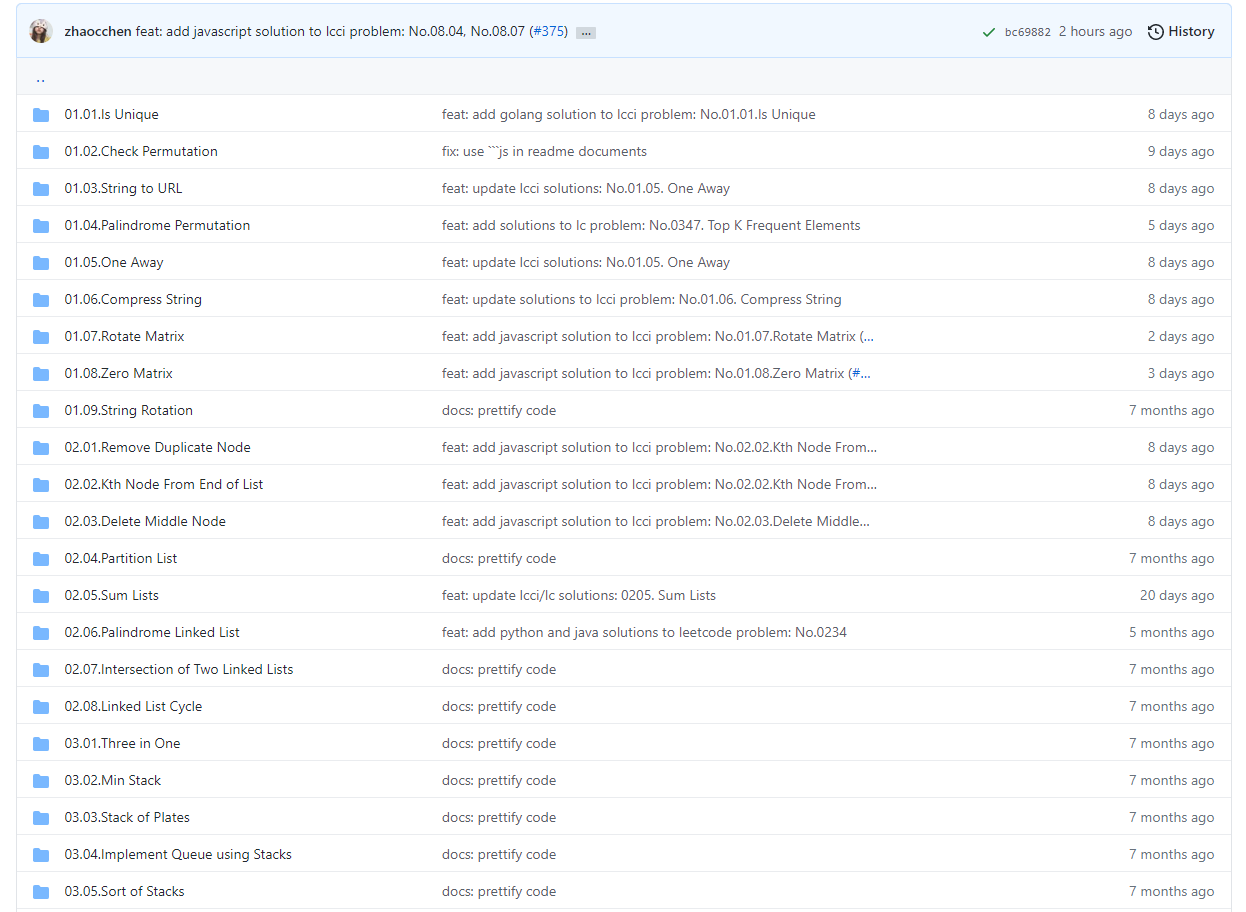 zhaocchen feat: add javascript solution to lcci problem: No.08.04, No.08.07 (#375) ... bc69882 2 hours ago History
..
01.01.Is Unique feat: add golang solution to lcci problem: No.01.01.Is Unique 8 days ago
01.02.Check Permutation fix: use ```js in readme documents 9 days ago
01.03.String to URL feat: update lcci solutions: No.01.05. One Away 8 days ago
01.04.Palindrome Permutation feat: add solutions to lc problem: No.0347. Top K Frequent Elements 5 days ago
01.05.One Away feat: update lcci solutions: No.01.05. One Away 8 days ago
01.06.Compress String feat: update solutions to lcci problem: No.01.06. Compress String 8 days ago
01.07.Rotate Matrix feat: add javascript solution to lcci problem: No.01.07.Rotate Matrix (... 2 days ago
01.08.Zero Matrix feat: add javascript solution to lcci problem: No.01.08.Zero Matrix (#... 3 days ago
01.09.String Rotation docs: prettify code 7 months ago
02.01.Remove Duplicate Node feat: add javascript solution to lcci problem: No.02.02.Kth Node From... 8 days ago
02.02.Kth Node From End of List feat: add javascript solution to lcci problem: No.02.02.Kth Node From... 8 days ago
02.03.Delete Middle Node feat: add javascript solution to lcci problem: No.02.03.Delete Middle... 8 days ago
02.04.Partition List docs: prettify code 7 months ago
02.05.Sum Lists feat: update lcci/lc solutions: 0205. Sum Lists 20 days ago
02.06.Palindrome Linked List feat: add python and java solutions to leetcode problem: No.0234 5 months ago
02.07.Intersection of Two Linked Lists docs: prettify code 7 months ago
02.08.Linked List Cycle docs: prettify code 7 months ago
03.01.Three in One docs: prettify code 7 months ago
03.02.Min Stack docs: prettify code 7 months ago
03.03.Stack of Plates docs: prettify code 7 months ago
03.04.Implement Queue using Stacks docs: prettify code 7 months ago
03.05.Sort of Stacks docs: prettify code 7 months ago